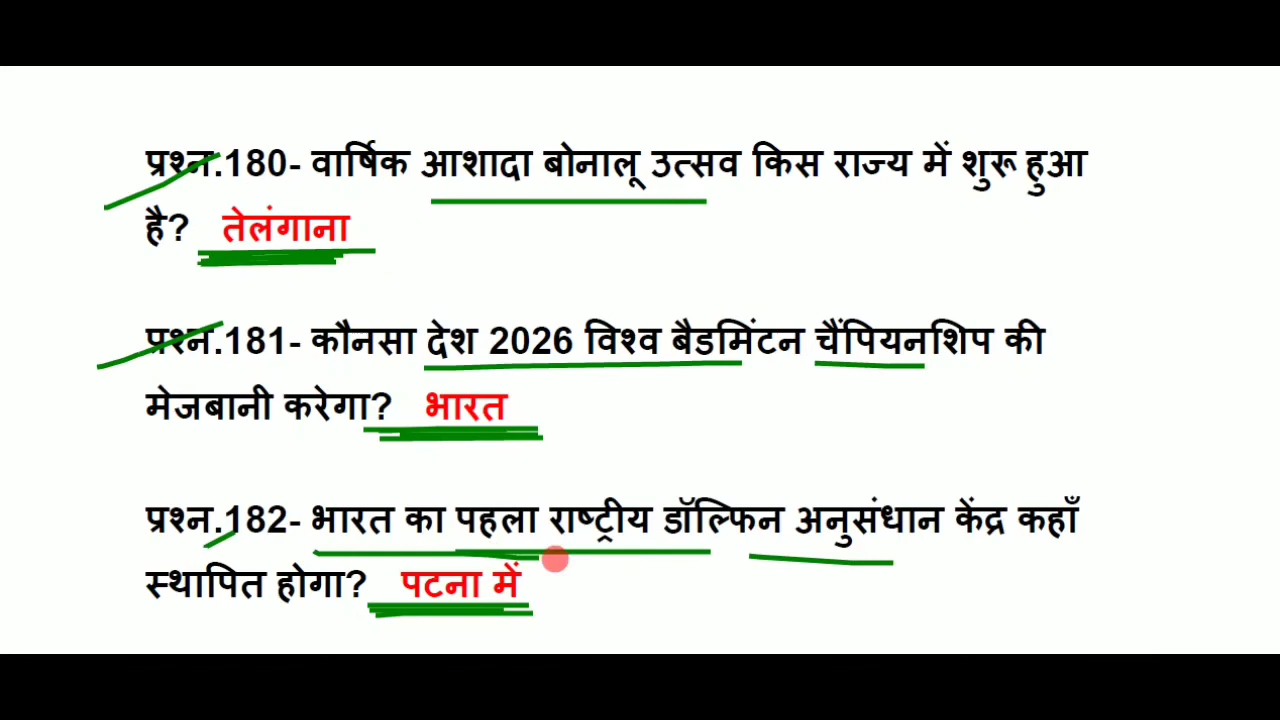 प्रश्न.180- वार्षिक आशादा बोनालू उत्सव किस राज्य में शुरू हुआ
है? तेलंगाना
प्रश्न.181- कौनसा देश 2026 विश्व बैडमिंटन चैंपियनशिप की
मेजबानी करेगा? भारत
प्रश्न.182- भारत का पहला राष्ट्रीय डॉल्फिन अनुसंधान केंद्र कहाँ
स्थापित होगा? पटना में